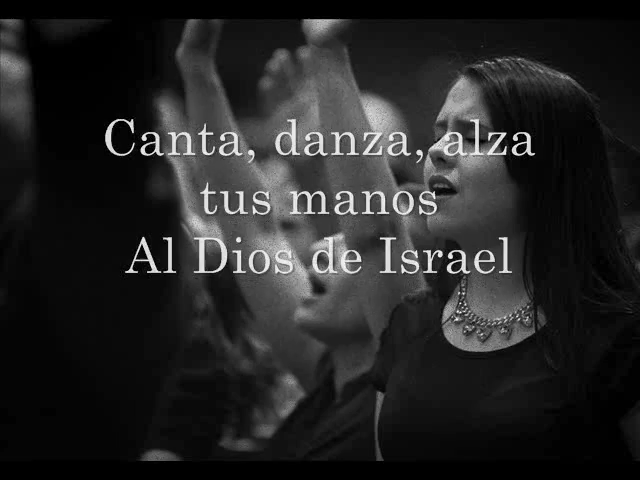 Canta, danza, alza
tus manos
Al Dios de Israel